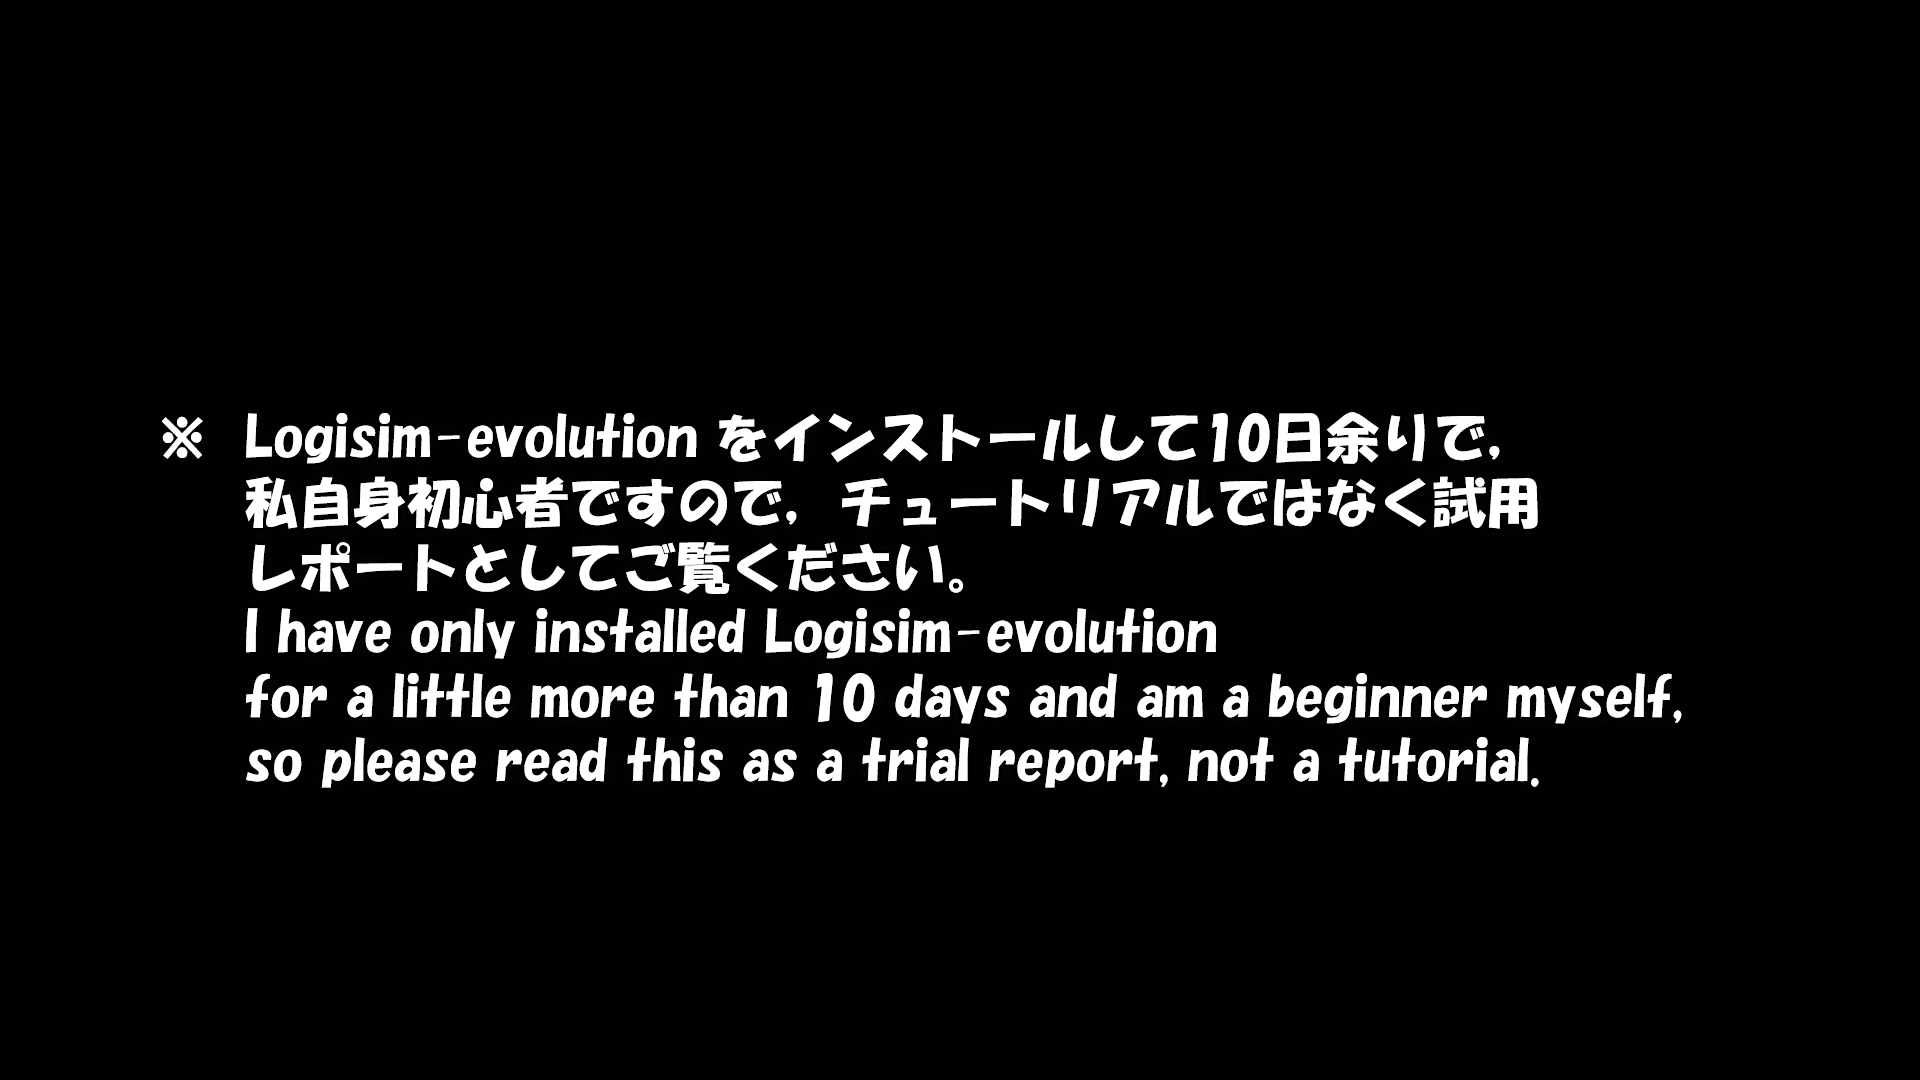 ※ Logisim-evolution をインストールして10日余りで,
私自身初心者ですので, チュートリアルではなく試用
レポートとしてご覧ください。
I have only installed Logisim-evolution
for a little more than 10 days and am a beginner myself,
so please read this as a trial report, not a tutorial.